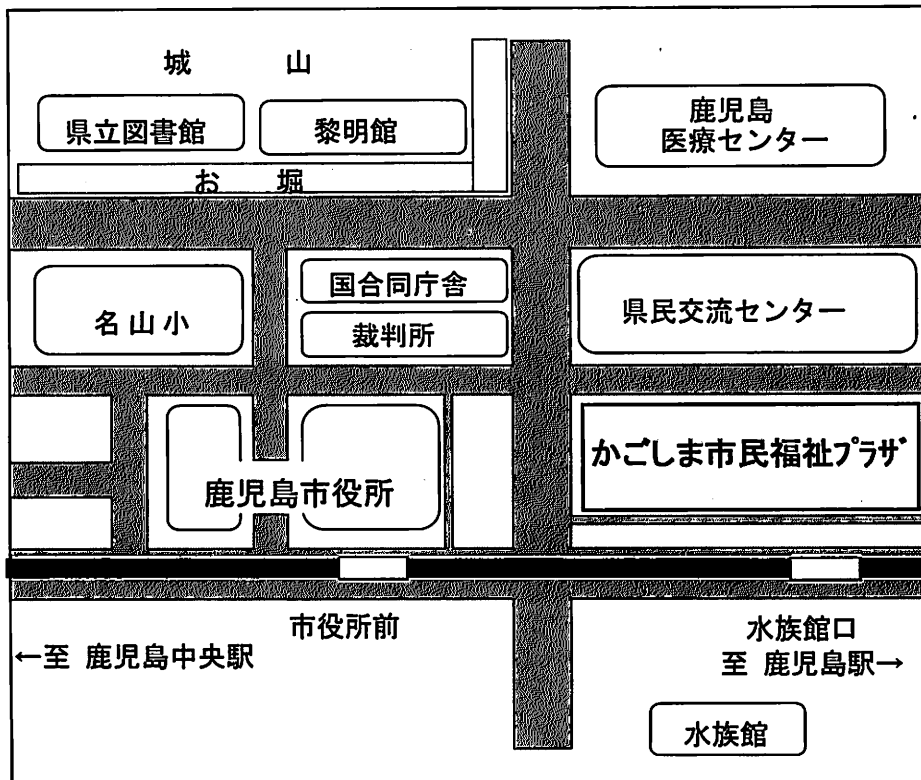 城 山
県立図書館
黎明館
鹿児島
医療センター
お 堀
国合同庁舎
名山小
裁判所
県民交流センター
かごしま市民福祉プラザ
鹿児島市役所
市役所前
水族館口
←至 鹿児島中央駅
至 鹿児島駅→
水族館